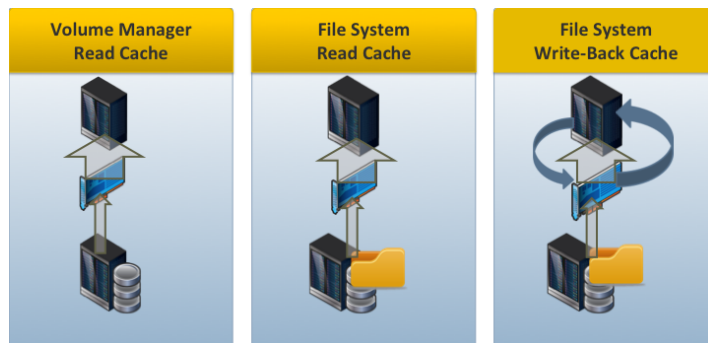 Volume Manager
Read Cache
File System
Read Cache
File System
Write-Back Cache